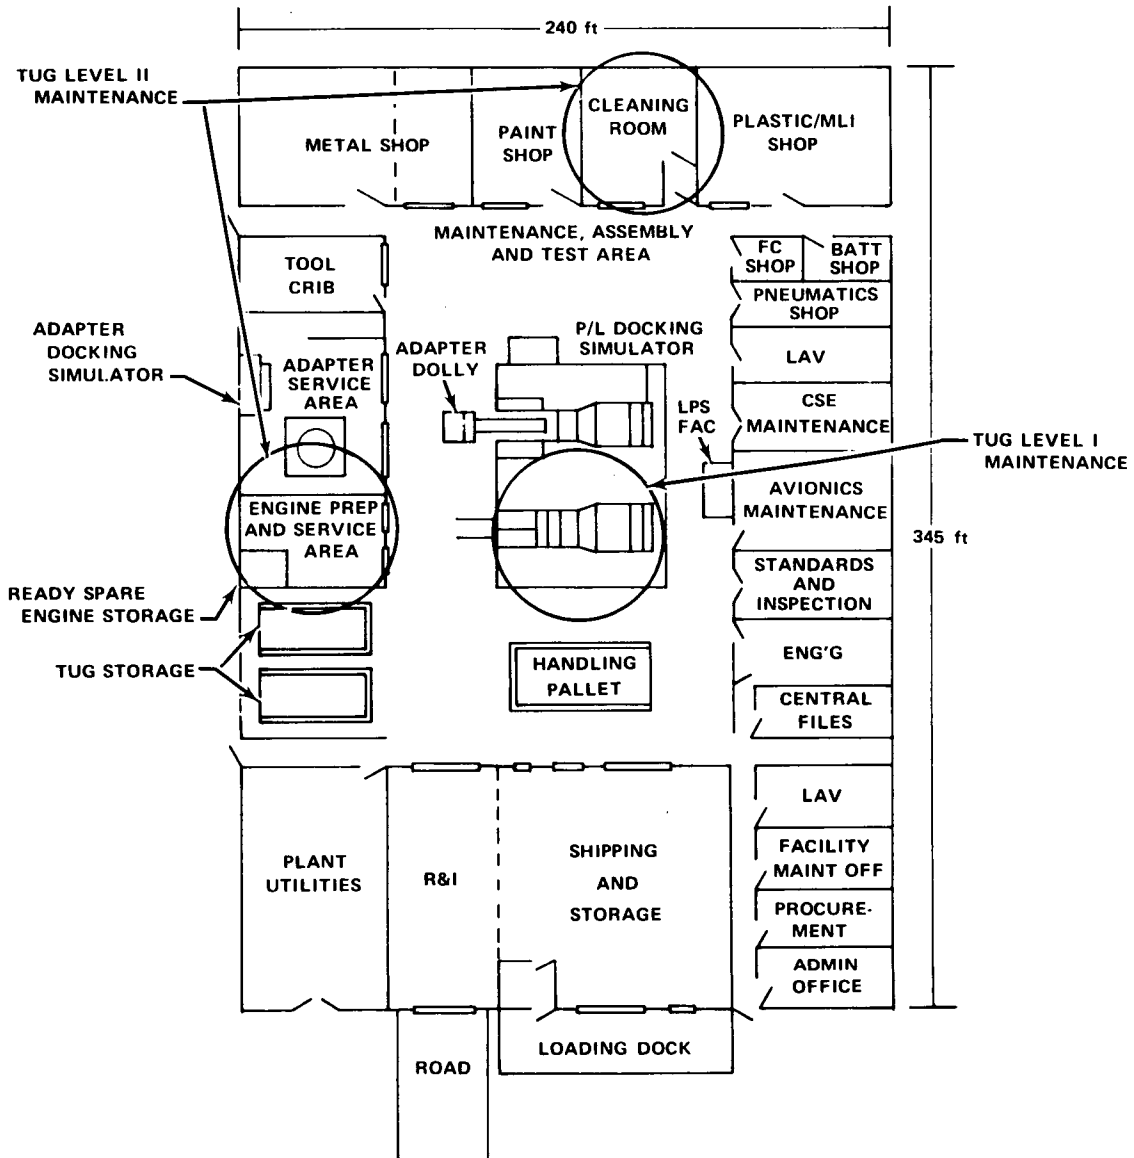 240 ft
TUG LEVEL II
MAINTENANCE
METAL SHOP
PAINT
SHOP
CLEANING
ROOM
PLASTIC/MLI
SHOP
MAINTENANCE, ASSEMBLY
AND TEST AREA
TOOL
CRIB
FC
SHOP
BATT
SHOP
PNEUMATICS
SHOP
ADAPTER
DOCKING
SIMULATOR
ADAPTER
SERVICE
AREA
ADAPTER
DOLLY
P/L DOCKING
SIMULATOR
LAV
LPS
FAC
CSE
MAINTENANCE
TUG LEVEL I
MAINTENANCE
ENGINE PREP
AND SERVICE
AREA
AVIONICS
MAINTENANCE
345 ft
READY SPARE
ENGINE STORAGE
STANDARDS
AND
INSPECTION
TUG STORAGE
HANDLING
PALLET
ENG'G
CENTRAL
FILES
PLANT
UTILITIES
R&I
SHIPPING
AND
STORAGE
LAV
FACILITY
MAINT OFF
PROCURE-
MENT
ADMIN
OFFICE
ROAD
LOADING DOCK